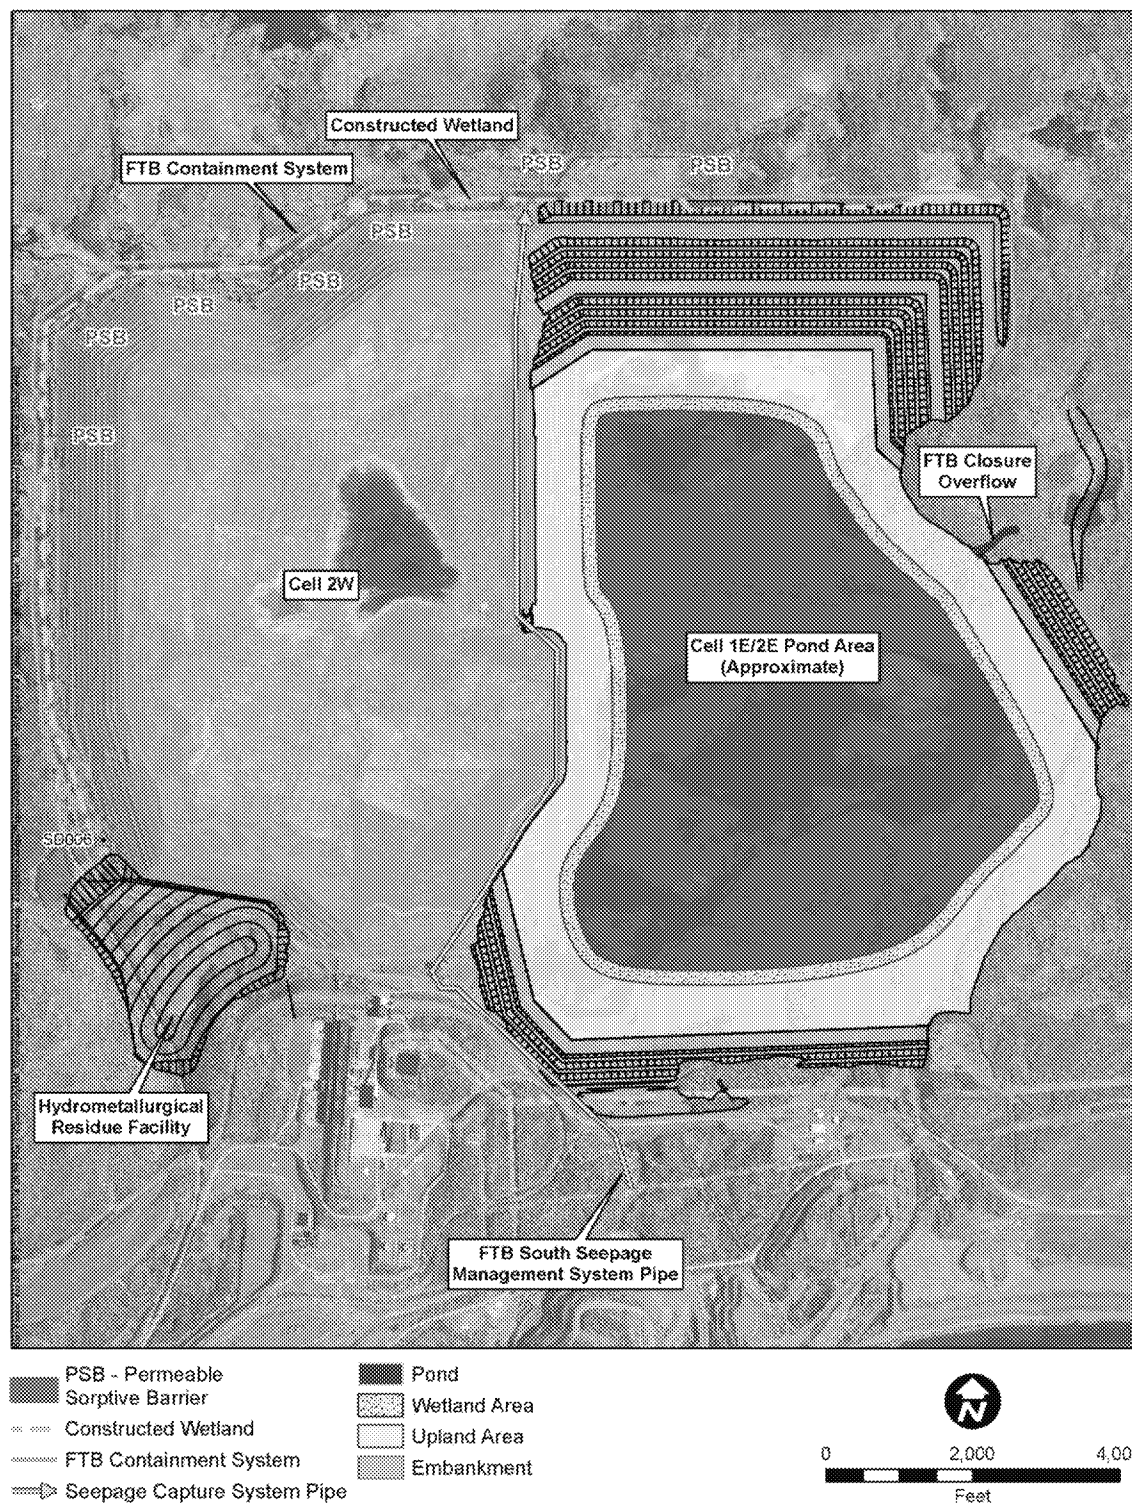 Constructed Wetland
FTB Containment System
PSB
PSB
PSB
PSB
PSB
PSB
PSB
FTB Closure
Overflow
Cell 2W
Cell 1E/2E Pond Area
(Approximate)
SD006
Hydrometallurgical
Residue Facility
FTB South Seepage
Management System Pipe
PSB - Permeable
Sorptive Barrier
Constructed Wetland
FTB Containment System
Seepage Capture System Pipe
Pond
Wetland Area
Upland Area
Embankment
N
0 2,000 4,00
Feet